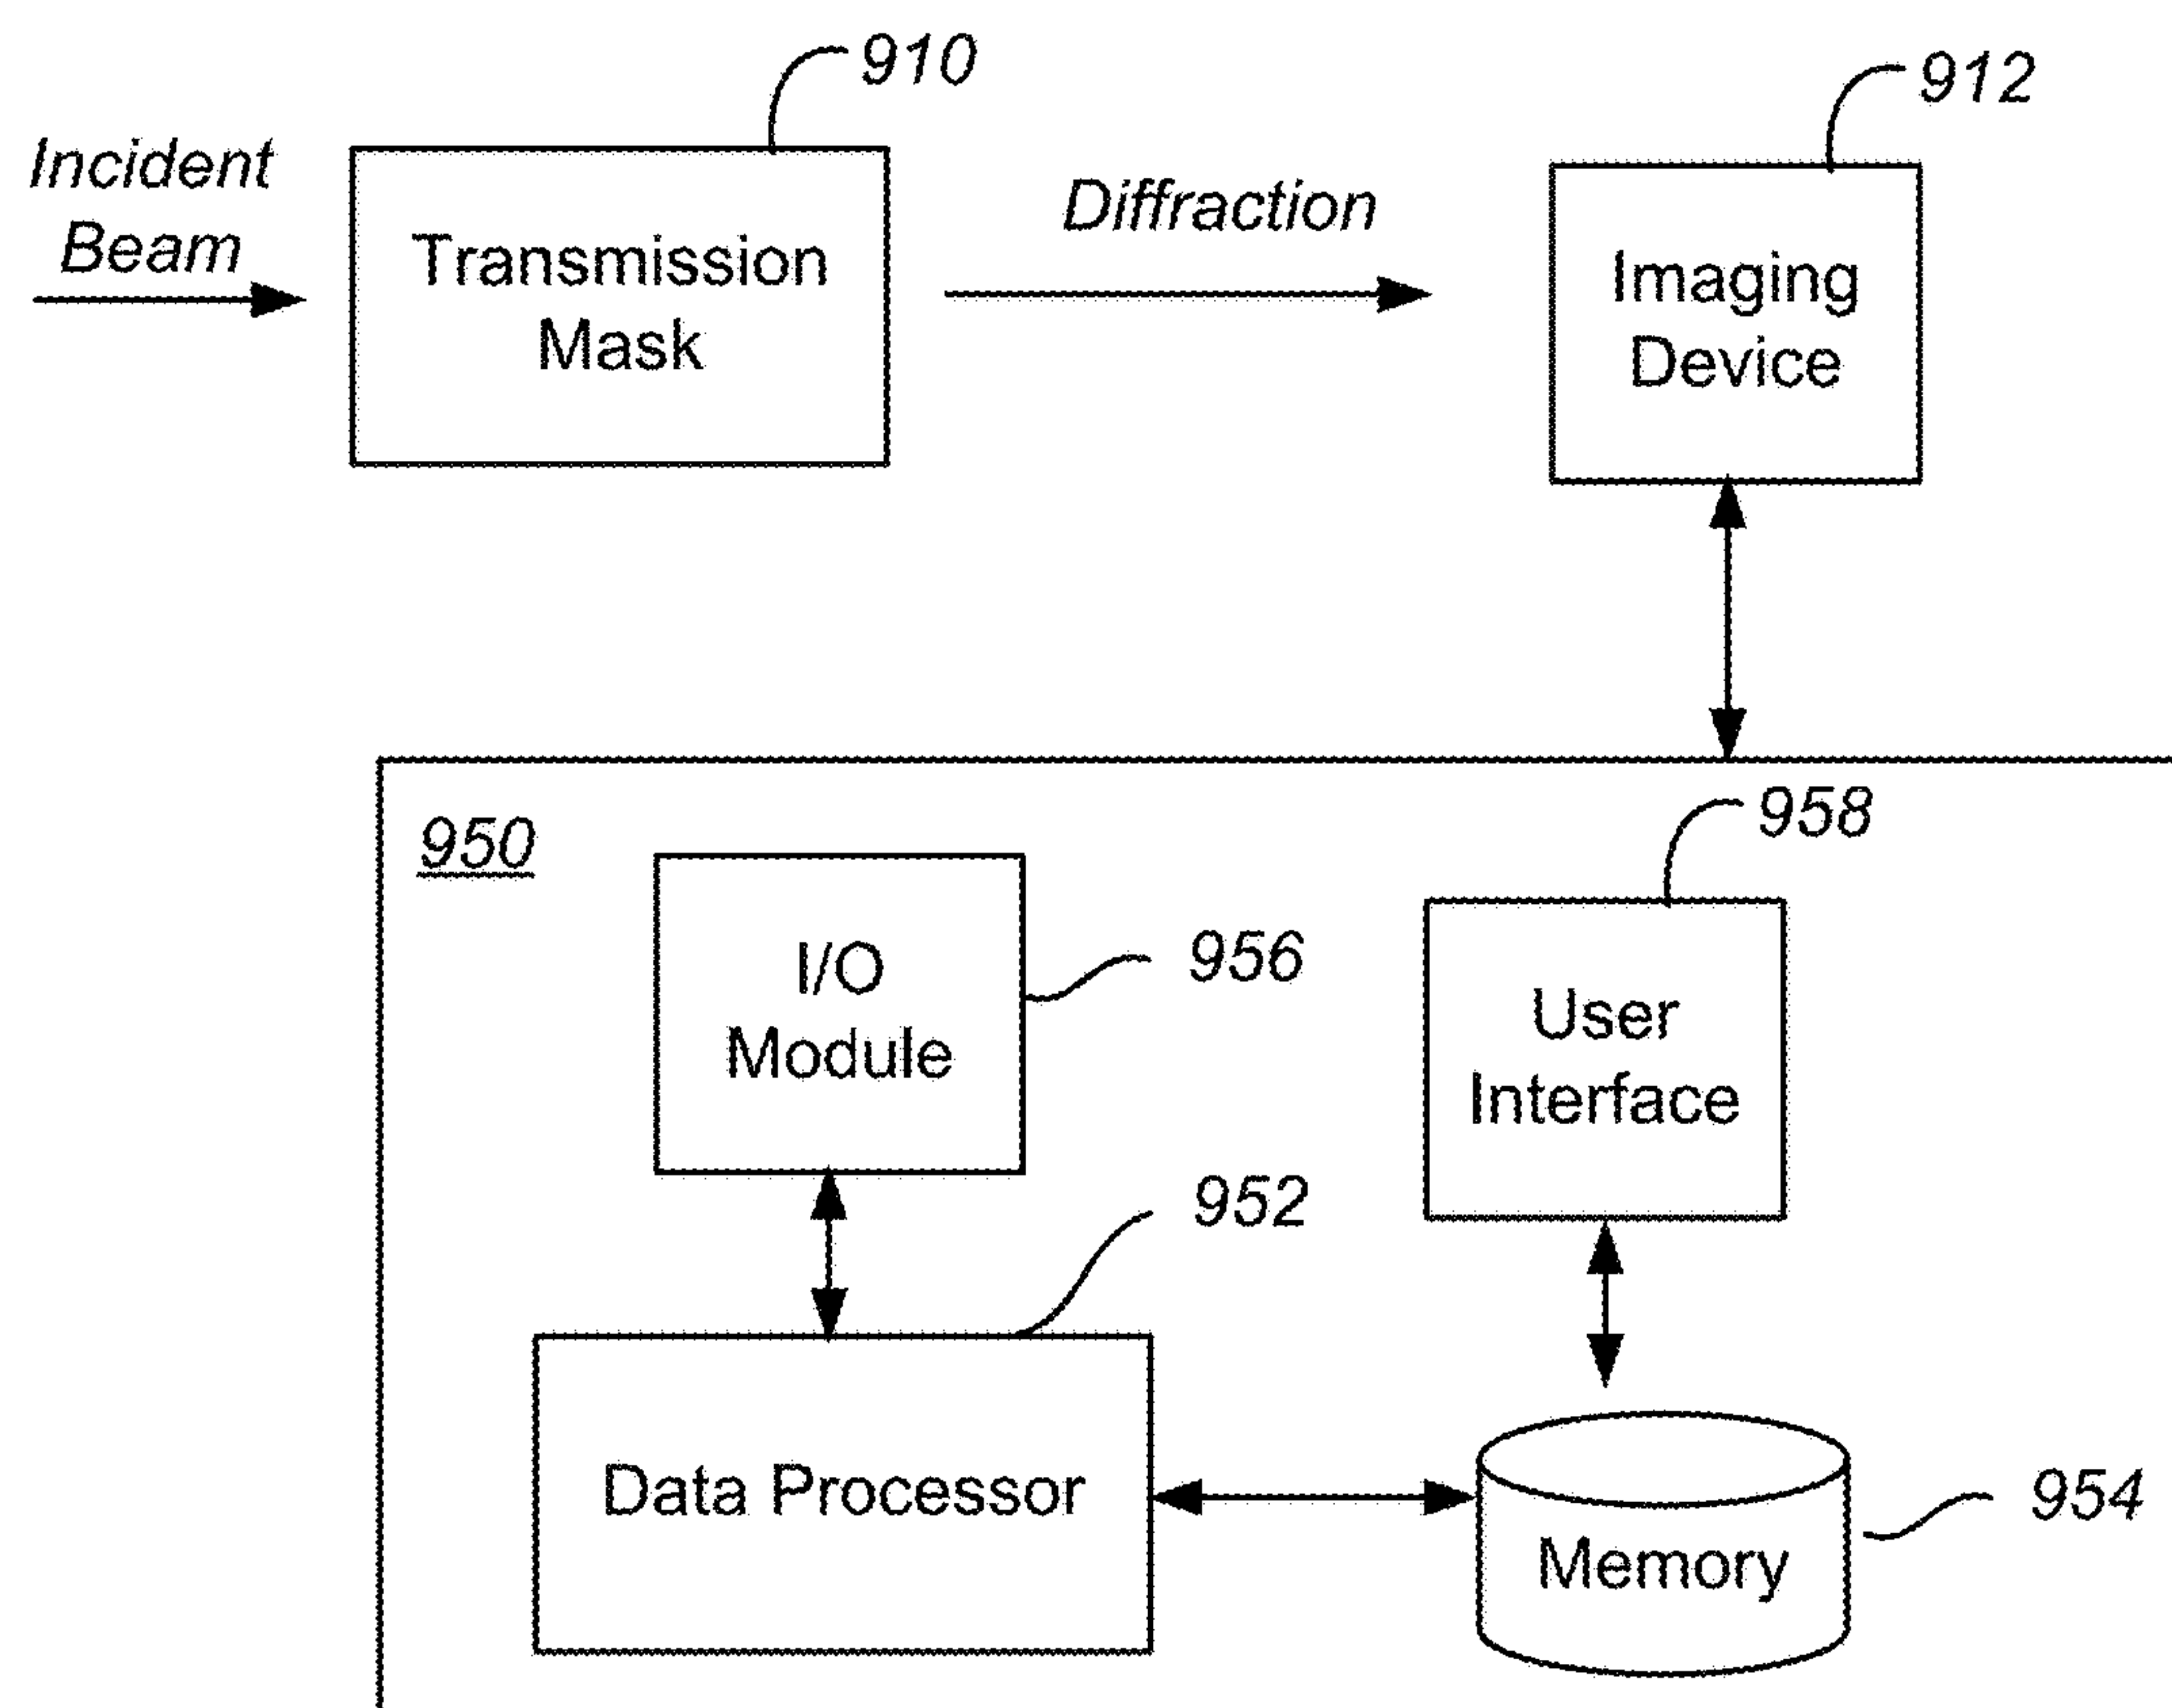 910
912
Incident
Beam
Transmission
Mask
Diffraction
Imaging
Device
950
958
I/O
Module
956
User
Interface
952
Data Processor
Memory
954